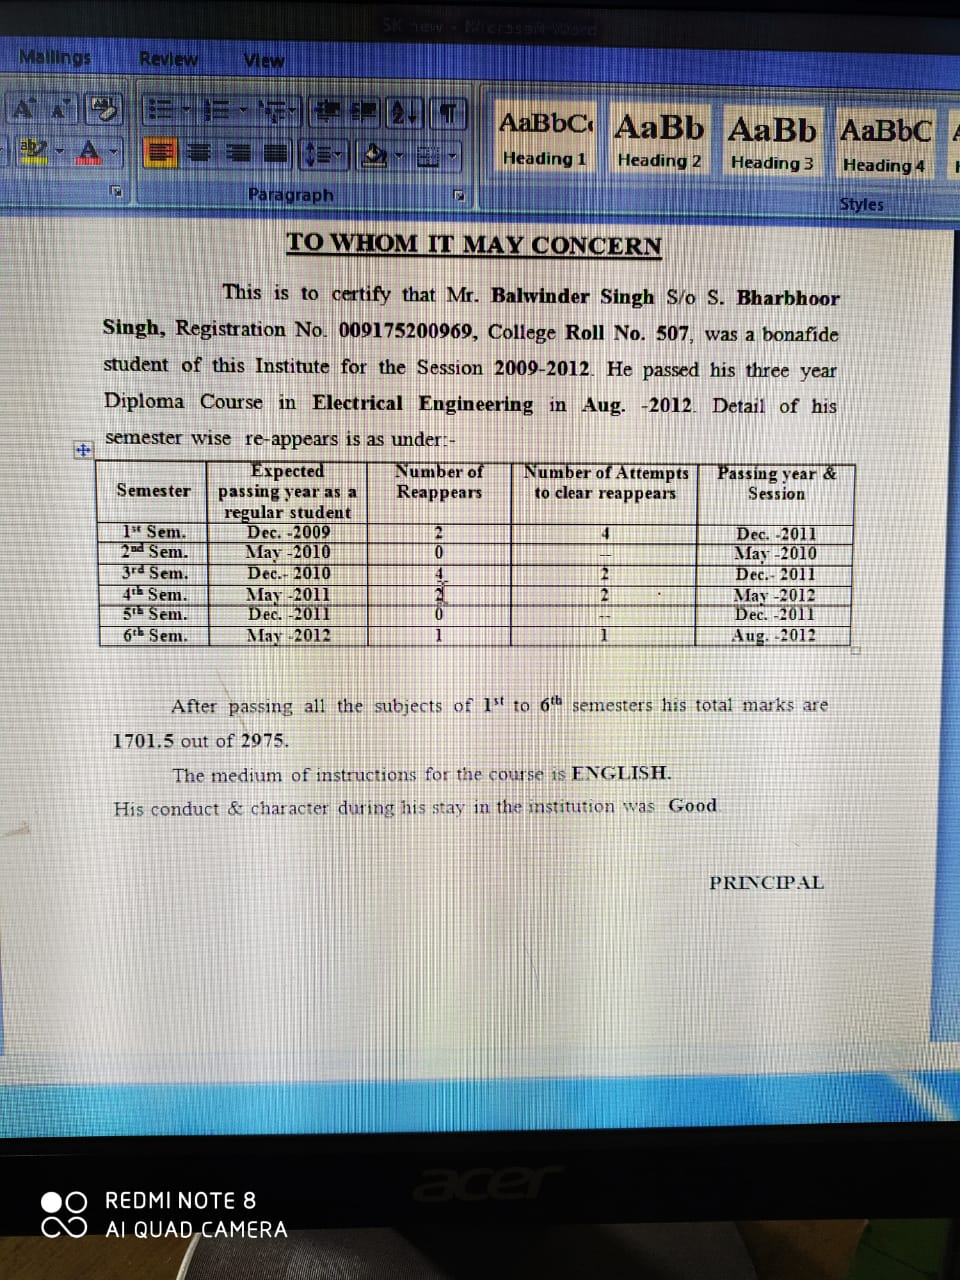 SK new - Microsoft Word
Mailings Review View
AaBbC AaBb AaBb AaBbC
Heading 1 Heading 2 Heading 3 Heading 4
Paragraph
Styles
TO WHOM IT MAY CONCERN
This is to certify that Mr. Balwinder Singh S/o S. Bharbhoor
Singh, Registration No. 009175200969, College Roll No. 507, was a bonafide
student of this Institute for the Session 2009-2012. He passed his three year
Diploma Course in Electrical Engineering in Aug. -2012. Detail of his
semester wise re-appears is as under:-
Semester Expected passing year as a regular student Number of Reappears Number of Attempts to clear reappears Passing year & Session
1st Sem. Dec. -2009 2 4 Dec. -2011
2nd Sem. May -2010 0 -- May -2010
3rd Sem. Dec.- 2010 4 2 Dec.- 2011
4th Sem. May -2011 2 2 May -2012
5th Sem. Dec. -2011 0 -- Dec. -2011
6th Sem. May -2012 1 1 Aug. -2012
After passing all the subjects of 1st to 6th semesters his total marks are
1701.5 out of 2975.
The medium of instructions for the course is ENGLISH.
His conduct & character during his stay in the institution was Good.
PRINCIPAL
acer
REDMI NOTE 8
AI QUAD CAMERA